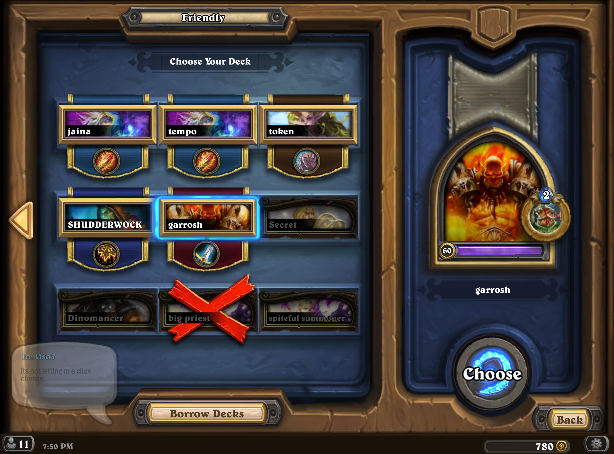 Friendly
Choose Your Deck
jaina
tempo
token
SHUDDERWOCK
garrosh
Secret
Dinomancer
big priest
spiteful summoner
2
60
garrosh
Choose
Borrow Decks
Back
11
7:50 PM
780